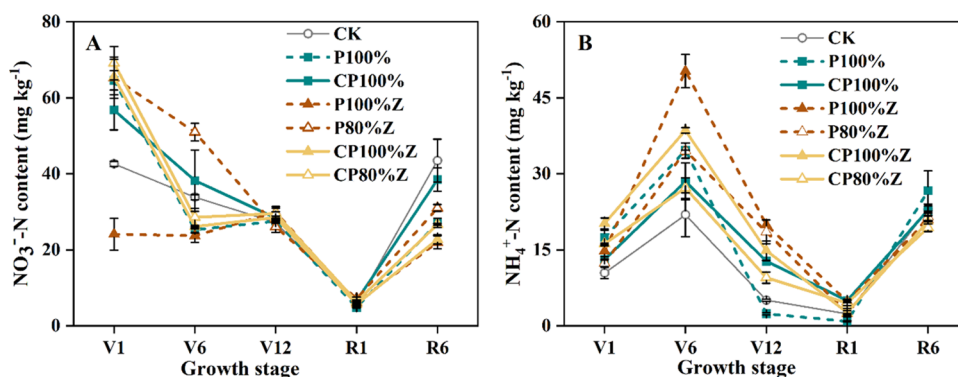 A
NO₃⁻-N content (mg kg⁻¹)
80
60
40
20
0
CK
P100%
CP100%
P100%Z
P80%Z
CP100%Z
CP80%Z
V1 V6 V12 R1 R6
Growth stage
B
NH₄⁺-N content (mg kg⁻¹)
60
45
30
15
0
CK
P100%
CP100%
P100%Z
P80%Z
CP100%Z
CP80%Z
V1 V6 V12 R1 R6
Growth stage